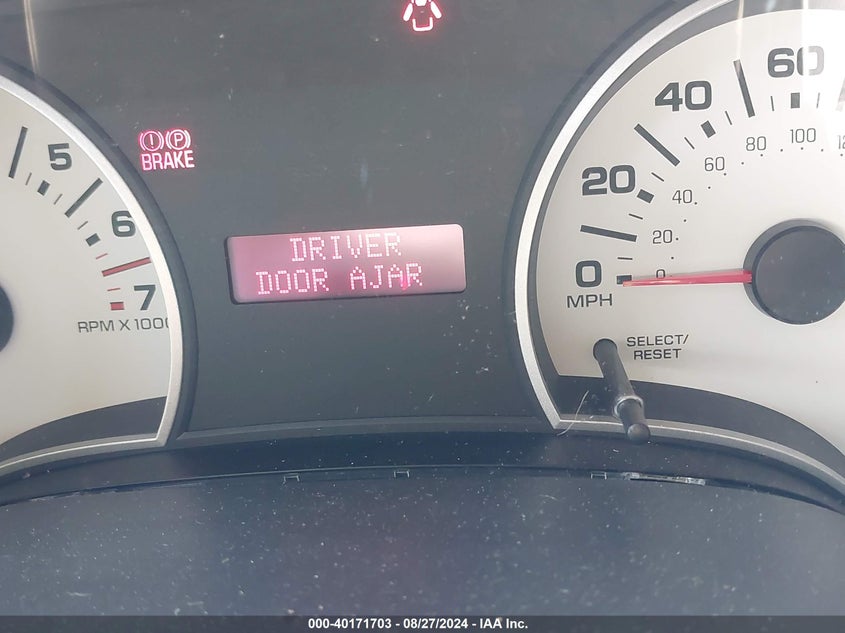 5
6
7
RPM X 1000
BRAKE
DRIVER
DOOR AJAR
0
20
40
60
0
20
40
60
80
100
MPH
SELECT/
RESET
000-40171703 - 08/27/2024 - IAA Inc.